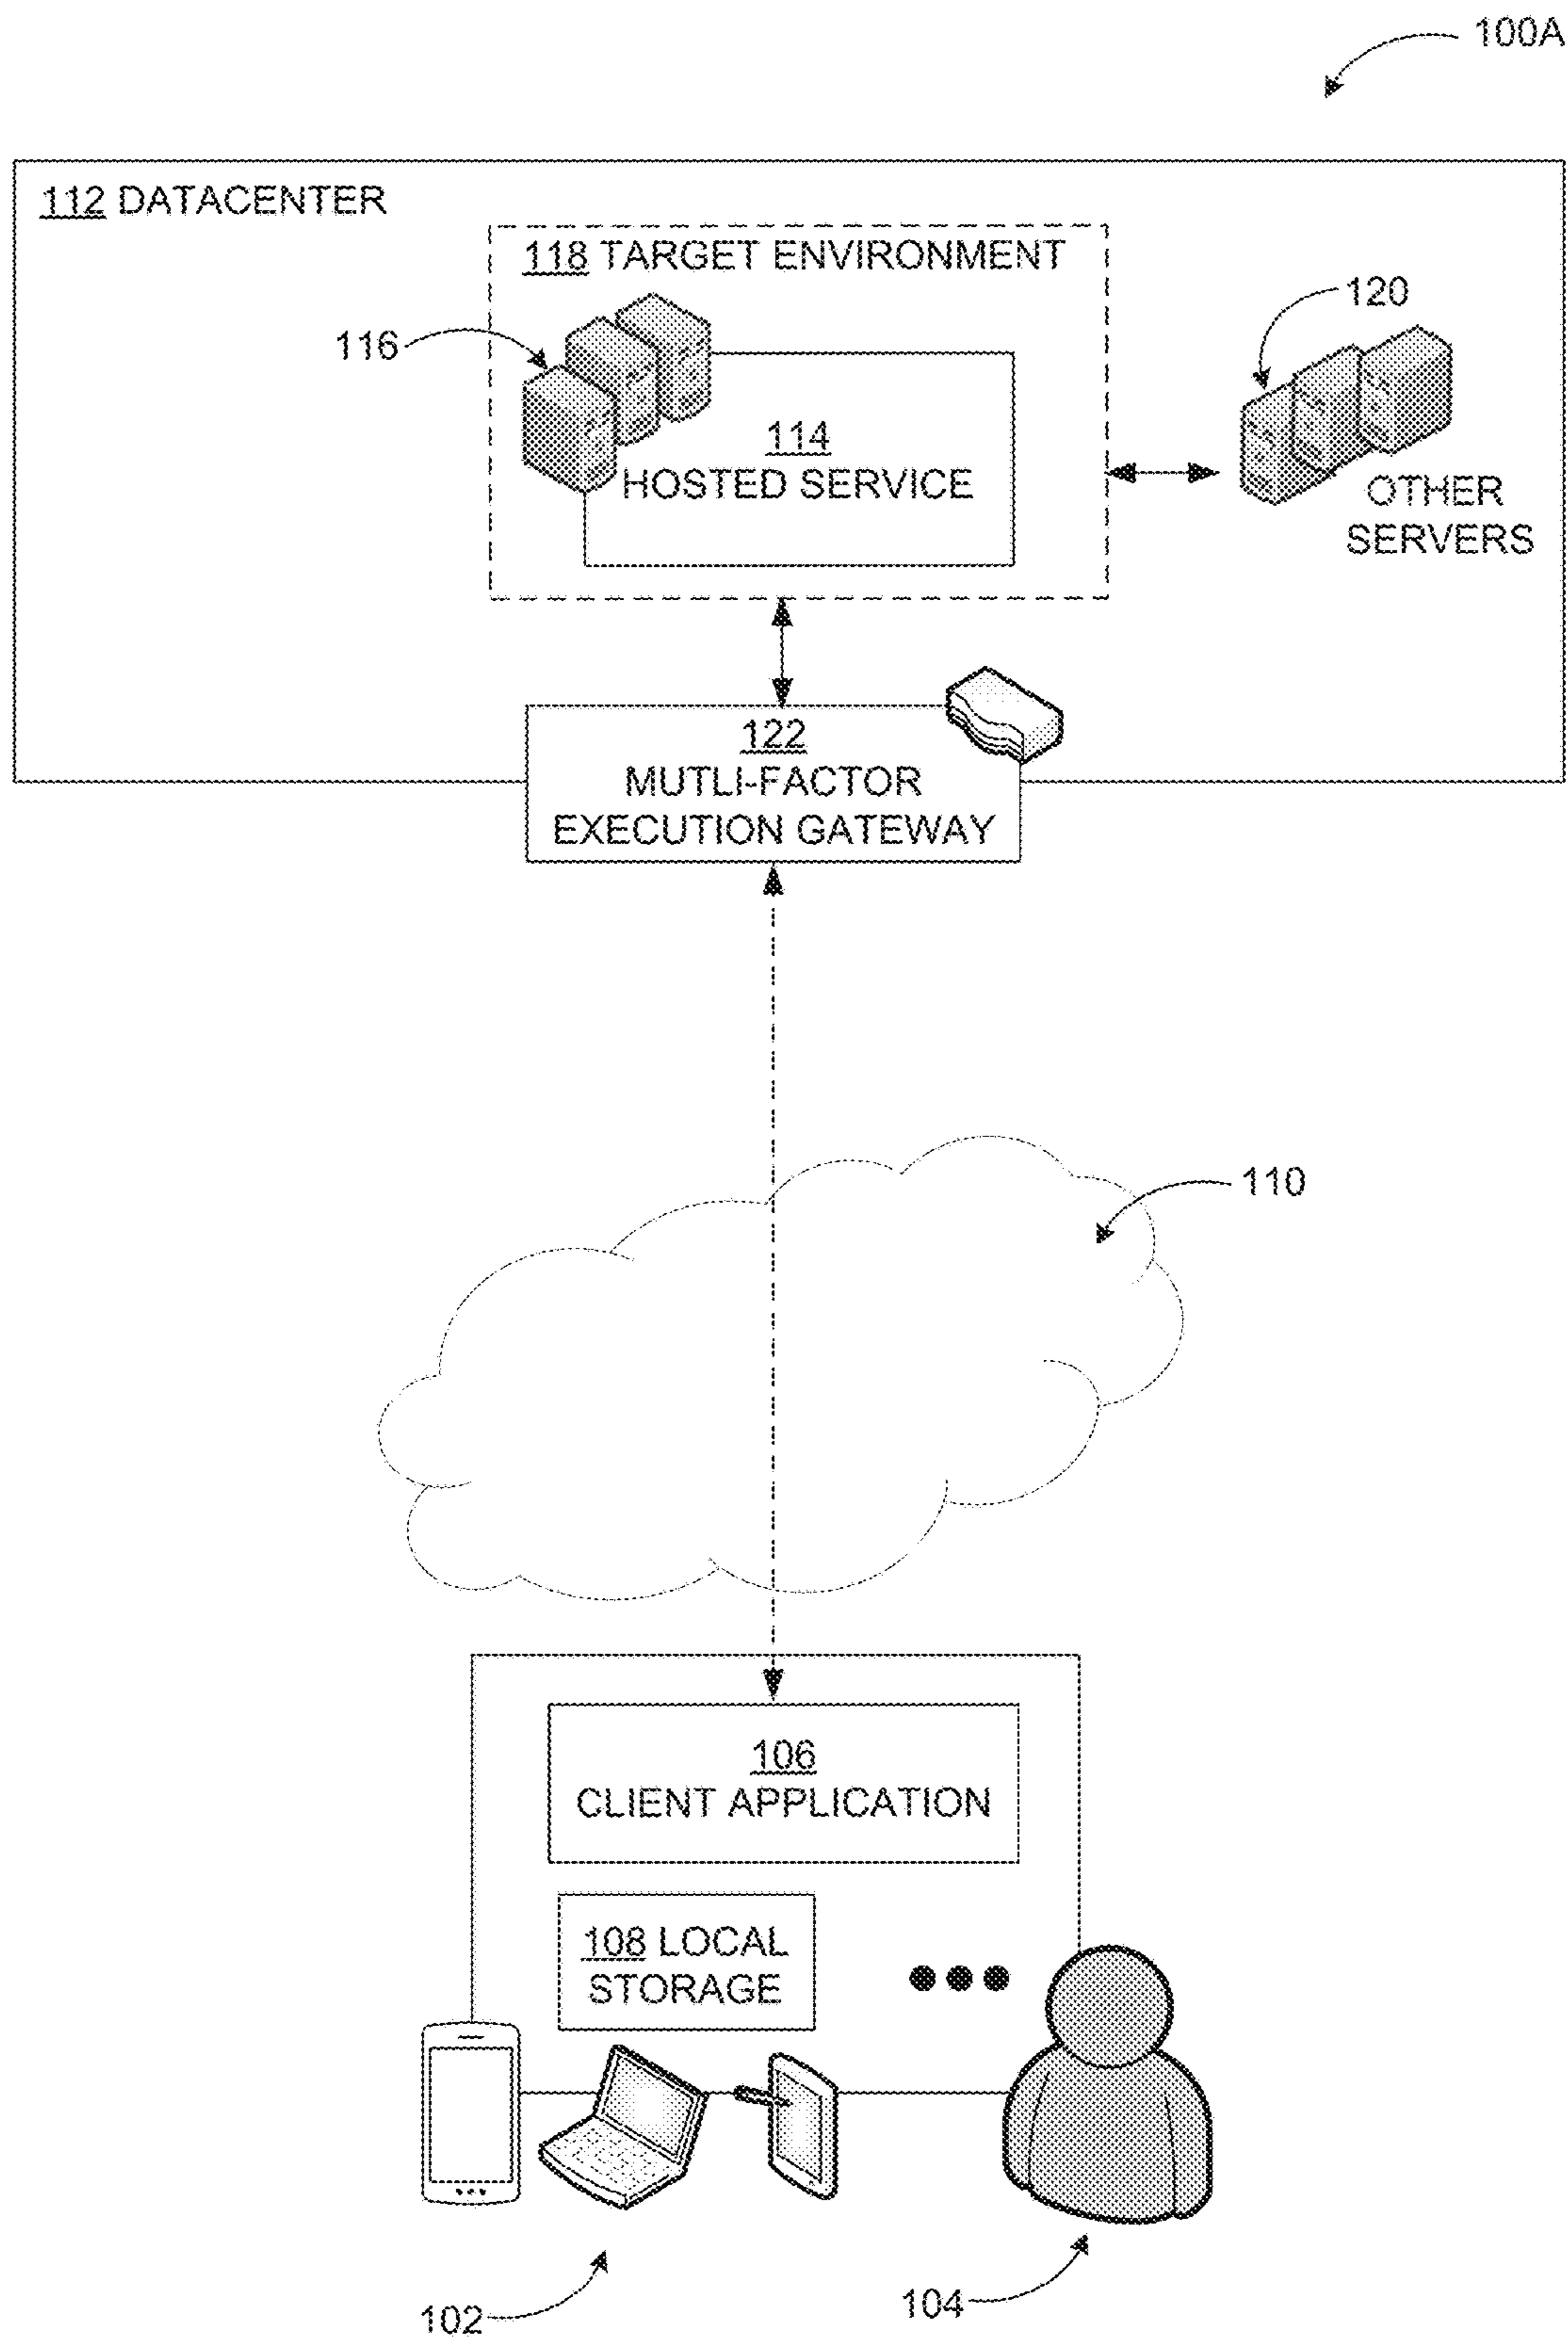 100A
112 DATACENTER
118 TARGET ENVIRONMENT
120
116
114
HOSTED SERVICE
OTHER
SERVERS
122
MUTLI-FACTOR
EXECUTION GATEWAY
110
106
CLIENT APPLICATION
108 LOCAL
STORAGE
102
104